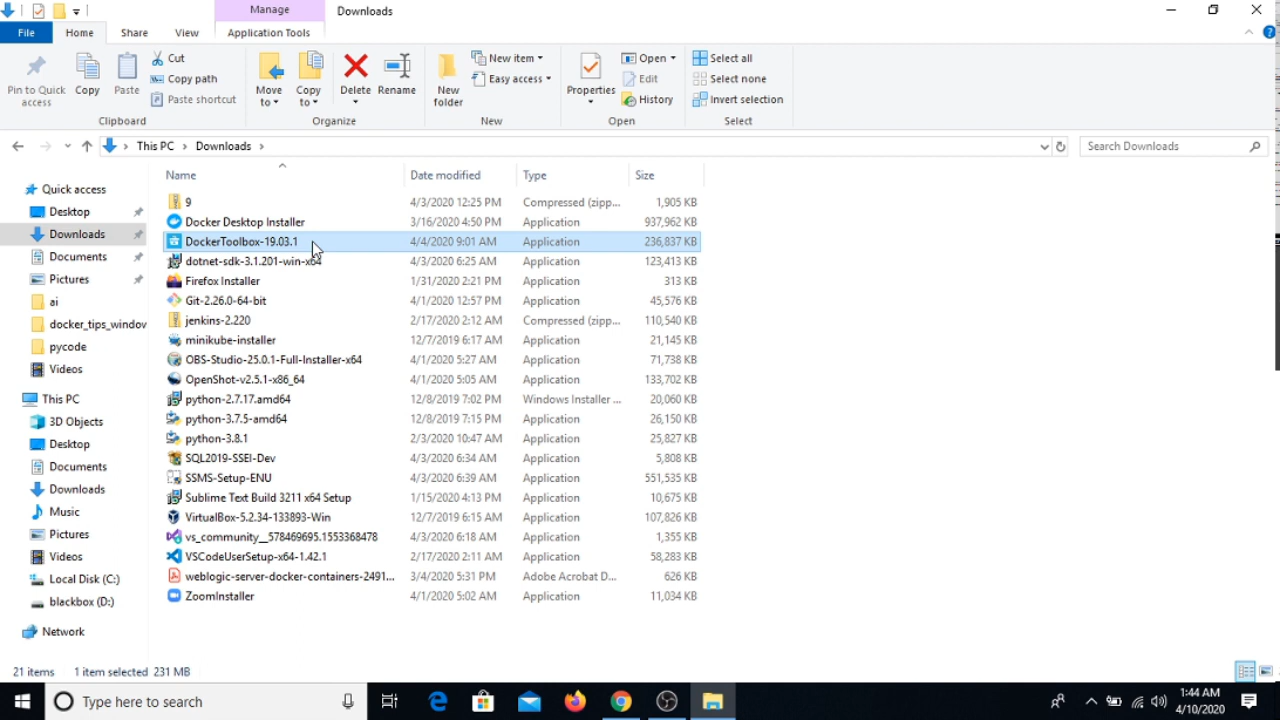 Manage
Downloads
File
Home
Share
View
Application Tools
Pin to Quick access
Copy
Paste
Cut
Copy path
Paste shortcut
Clipboard
Move to
Copy to
Delete
Rename
Organize
New folder
New item
Easy access
New
Properties
Open
Edit
History
Open
Select all
Select none
Invert selection
Select
This PC
Downloads
Search Downloads
Name
Date modified
Type
Size
Quick access
Desktop
Downloads
Documents
Pictures
ai
docker_tips_windov
pycode
Videos
This PC
3D Objects
Desktop
Documents
Downloads
Music
Pictures
Videos
Local Disk (C:)
blackbox (D:)
Network
9 4/3/2020 12:25 PM Compressed (zipp... 1,905 KB
Docker Desktop Installer 3/16/2020 4:50 PM Application 937,962 KB
DockerToolbox-19.03.1 4/4/2020 9:01 AM Application 236,837 KB
dotnet-sdk-3.1.201-win-x64 4/3/2020 6:25 AM Application 123,413 KB
Firefox Installer 1/31/2020 2:21 PM Application 313 KB
Git-2.26.0-64-bit 4/1/2020 12:57 PM Application 45,576 KB
jenkins-2.220 2/17/2020 2:12 AM Compressed (zipp... 110,540 KB
minikube-installer 12/7/2019 6:17 AM Application 21,145 KB
OBS-Studio-25.0.1-Full-Installer-x64 4/1/2020 5:27 AM Application 71,738 KB
OpenShot-v2.5.1-x86_64 4/1/2020 5:05 AM Application 133,702 KB
python-2.7.17.amd64 12/8/2019 7:02 PM Windows Installer ... 20,060 KB
python-3.7.5-amd64 12/8/2019 7:15 PM Application 26,150 KB
python-3.8.1 2/3/2020 10:47 AM Application 25,827 KB
SQL2019-SSEI-Dev 4/3/2020 6:34 AM Application 5,808 KB
SSMS-Setup-ENU 4/3/2020 6:39 AM Application 551,535 KB
Sublime Text Build 3211 x64 Setup 1/15/2020 4:13 PM Application 10,675 KB
VirtualBox-5.2.34-133893-Win 12/7/2019 6:15 AM Application 107,826 KB
vs_community__578469695.1553368478 4/3/2020 6:18 AM Application 1,355 KB
VSCodeUserSetup-x64-1.42.1 2/17/2020 2:11 AM Application 58,283 KB
weblogic-server-docker-containers-2491... 3/4/2020 5:31 PM Adobe Acrobat D... 626 KB
ZoomInstaller 4/1/2020 5:02 AM Application 11,034 KB
21 items 1 item selected 231 MB
Type here to search
1:44 AM
4/10/2020